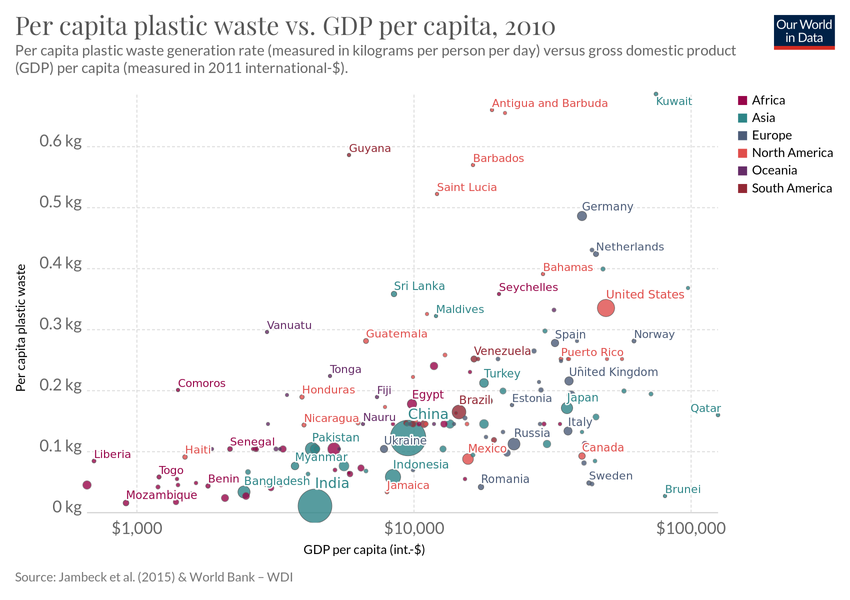 Per capita plastic waste vs. GDP per capita, 2010
Our World
in Data
Per capita plastic waste generation rate (measured in kilograms per person per day) versus gross domestic product
(GDP) per capita (measured in 2011 international-$).
Kuwait
Antigua and Barbuda
Africa
Asia
Europe
North America
Oceania
South America
0.6 kg
Guyana
Barbados
Saint Lucia
0.5 kg
Germany
Netherlands
0.4 kg
Bahamas
Sri Lanka
Seychelles
United States
Maldives
0.3 kg
Vanuatu
Guatemala
Spain
Norway
Venezuela
Puerto Rico
Tonga
Turkey
United Kingdom
0.2 kg
Comoros
Honduras
Fiji
Egypt
Brazil
Estonia
Japan
Qatar
Nicaragua
Nauru
China
Italy
0.1 kg
Liberia
Haiti
Senegal
Pakistan
Ukraine
Russia
Mexico
Canada
Myanmar
Indonesia
Togo
Benin
Bangladesh
India
Jamaica
Romania
Sweden
Brunei
Mozambique
0 kg
Per capita plastic waste
$1,000
$10,000
$100,000
GDP per capita (int.-$)
Source: Jambeck et al. (2015) & World Bank – WDI